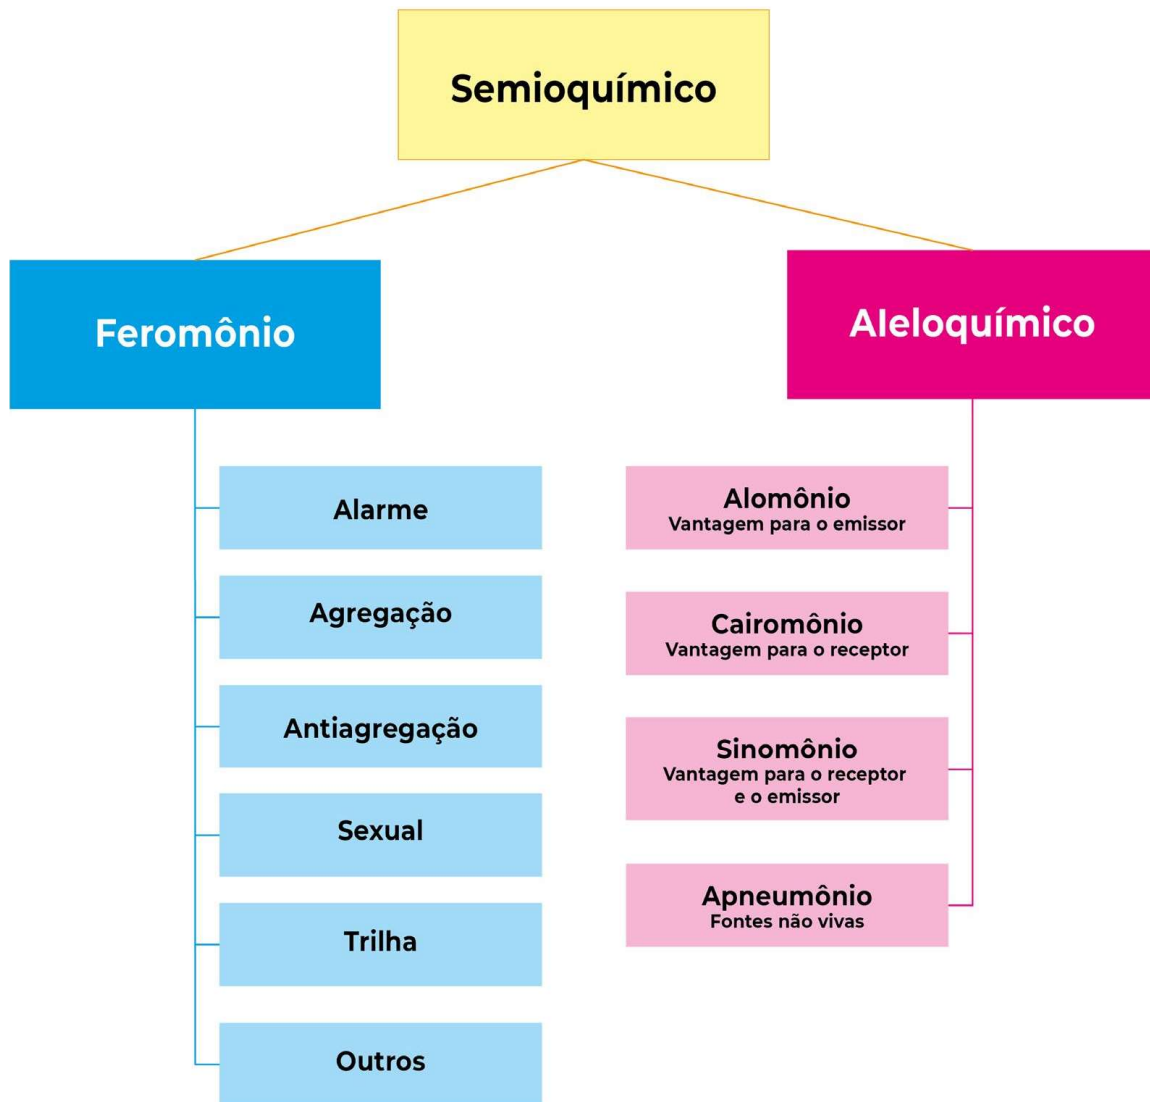 Semioquímico
Feromônio
Alarme
Agregação
Antiagregação
Sexual
Trilha
Outros
Aleloquímico
Alomônio
Vantagem para o emissor
Cairomônio
Vantagem para o receptor
Sinomônio
Vantagem para o receptor
e o emissor
Apneumônio
Fontes não vivas